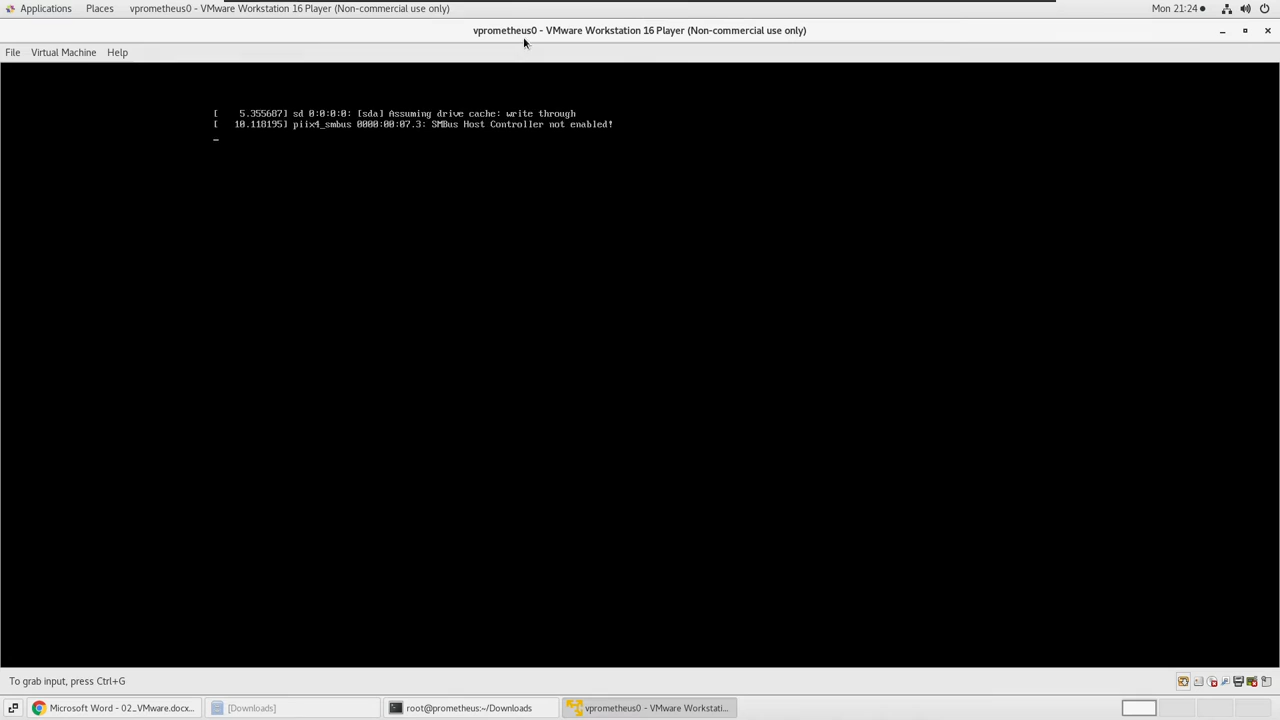 Applications Places vprometheus0 - VMware Workstation 16 Player (Non-commercial use only) Mon 21:24
vprometheus0 - VMware Workstation 16 Player (Non-commercial use only)
File Virtual Machine Help
[    5.355687] sd 0:0:0:0: [sda] Assuming drive cache: write through
[   10.118195] piix4_smbus 0000:00:07.3: SMBus Host Controller not enabled!
To grab input, press Ctrl+G
Microsoft Word - 02_VMware.docx... [Downloads] root@prometheus:~/Downloads vprometheus0 - VMware Workstati...